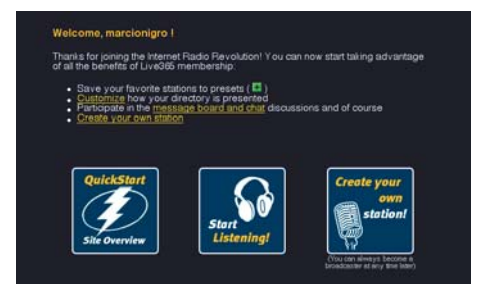 Welcome, marcionigro !
Thanks for joining the Internet Radio Revolution! You can now start taking advantage
of all the benefits of Live365 membership:
Save your favorite stations to presets ( + )
Customize how your directory is presented
Participate in the message board and chat discussions and of course
Create your own station
QuickStart
Site Overview
Start
Listening!
Create your
own
station!
(You can always become a
broadcaster at any time later)